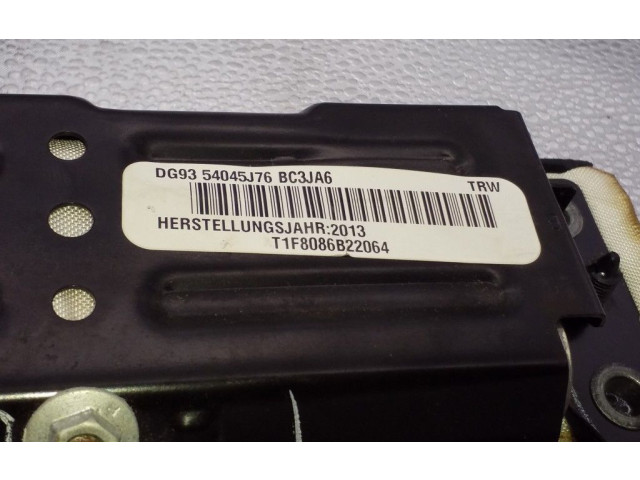 DG93 54045J76 BC3JA6
TRW
HERSTELLUNGSJAHR:2013
T1F8086B22064